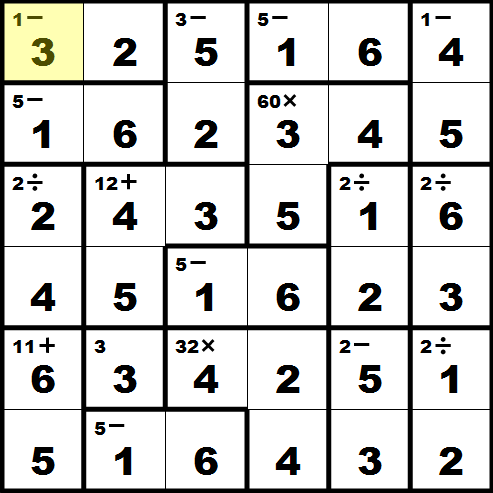 1− 3− 5− 1−
3 2 5 1 6 4
5− 60×
1 6 2 3 4 5
2÷ 12+ 2÷ 2÷
2 4 3 5 1 6
5−
4 5 1 6 2 3
11+ 3 32× 2− 2÷
6 3 4 2 5 1
5−
5 1 6 4 3 2